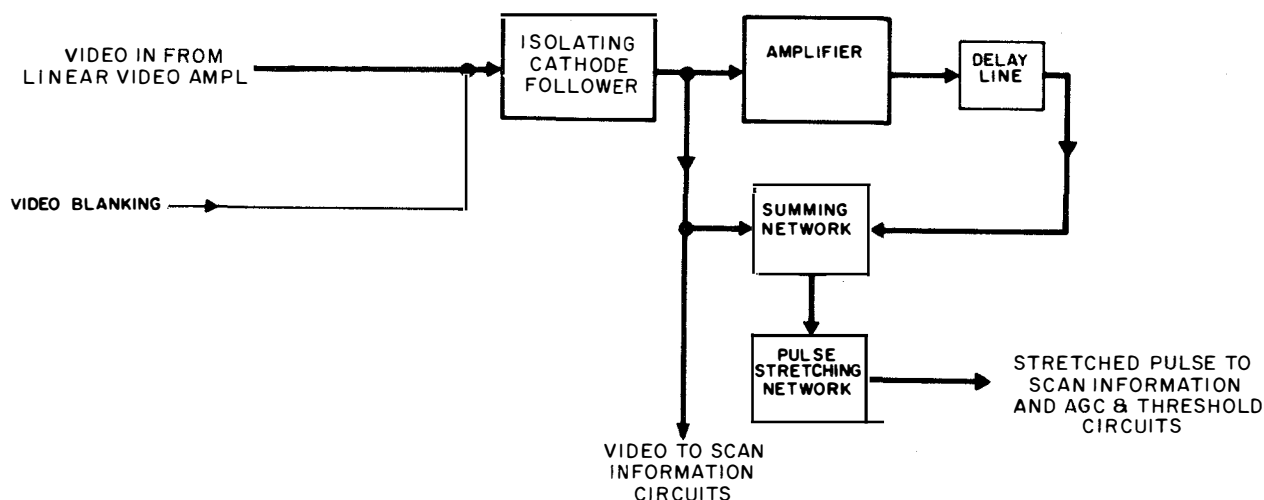 VIDEO IN FROM
LINEAR VIDEO AMPL
VIDEO BLANKING
ISOLATING
CATHODE
FOLLOWER
AMPLIFIER
DELAY
LINE
SUMMING
NETWORK
PULSE
STRETCHING
NETWORK
STRETCHED PULSE TO
SCAN INFORMATION
AND AGC & THRESHOLD
CIRCUITS
VIDEO TO SCAN
INFORMATION
CIRCUITS